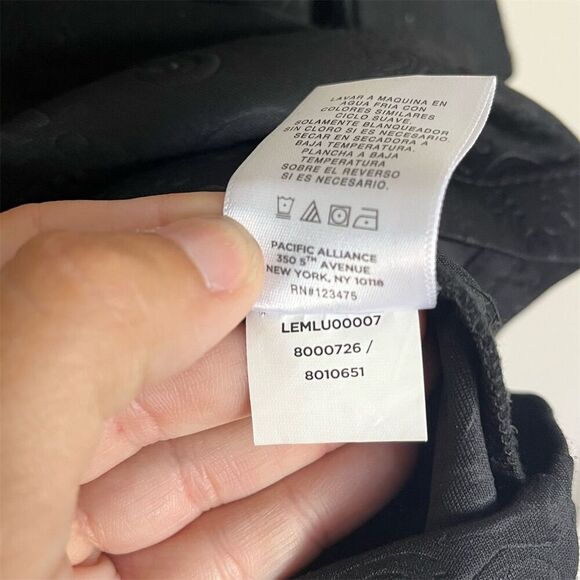 LAVAR A MAQUINA EN
AGUA FRIA CON
COLORES SIMILARES
CICLO SUAVE.
SOLAMENTE BLANQUEADOR
SIN CLORO SI ES NECESARIO.
SECAR EN SECADORA A
BAJA TEMPERATURA.
PLANCHA A BAJA
TEMPERATURA
SOBRE EL REVERSO
SI ES NECESARIO.
PACIFIC ALLIANCE
350 5TH AVENUE
NEW YORK, NY 10118
RN#123475
LEMLU00007
8000726 /
8010651